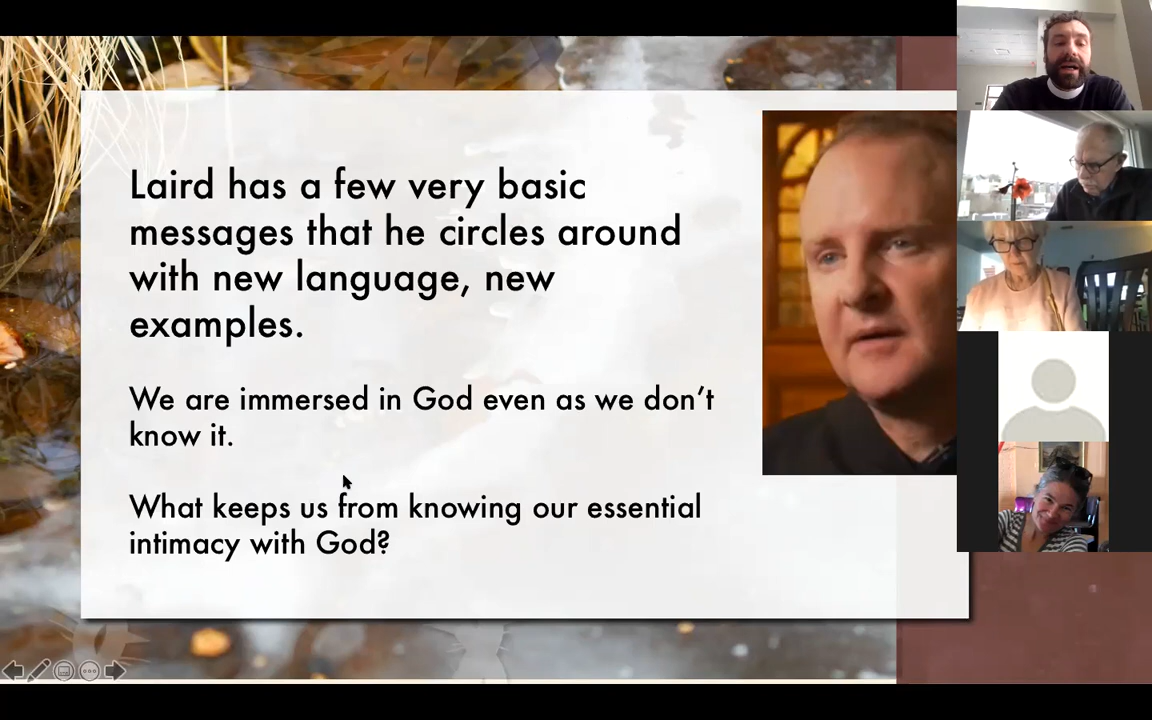 Laird has a few very basic
messages that he circles around
with new language, new
examples.
We are immersed in God even as we don’t
know it.
What keeps us from knowing our essential
intimacy with God?